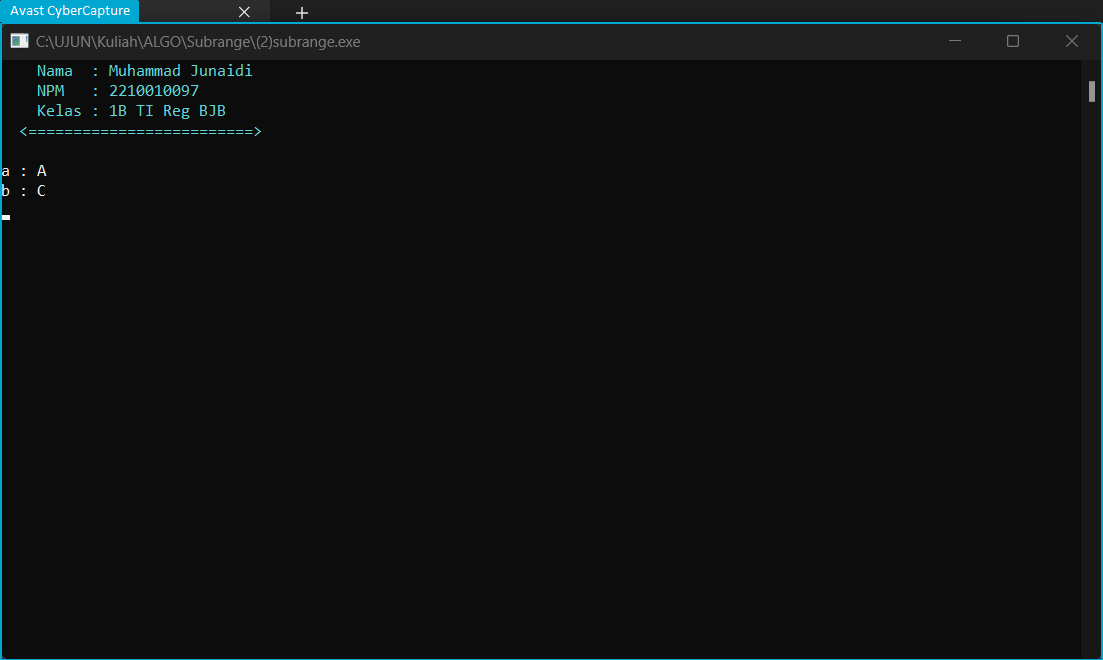 Avast CyberCapture
C:\UJUN\Kuliah\ALGO\Subrange\(2)subrange.exe
Nama  : Muhammad Junaidi
NPM   : 2210010097
Kelas : 1B TI Reg BJB
<=========================>
a : A
b : C